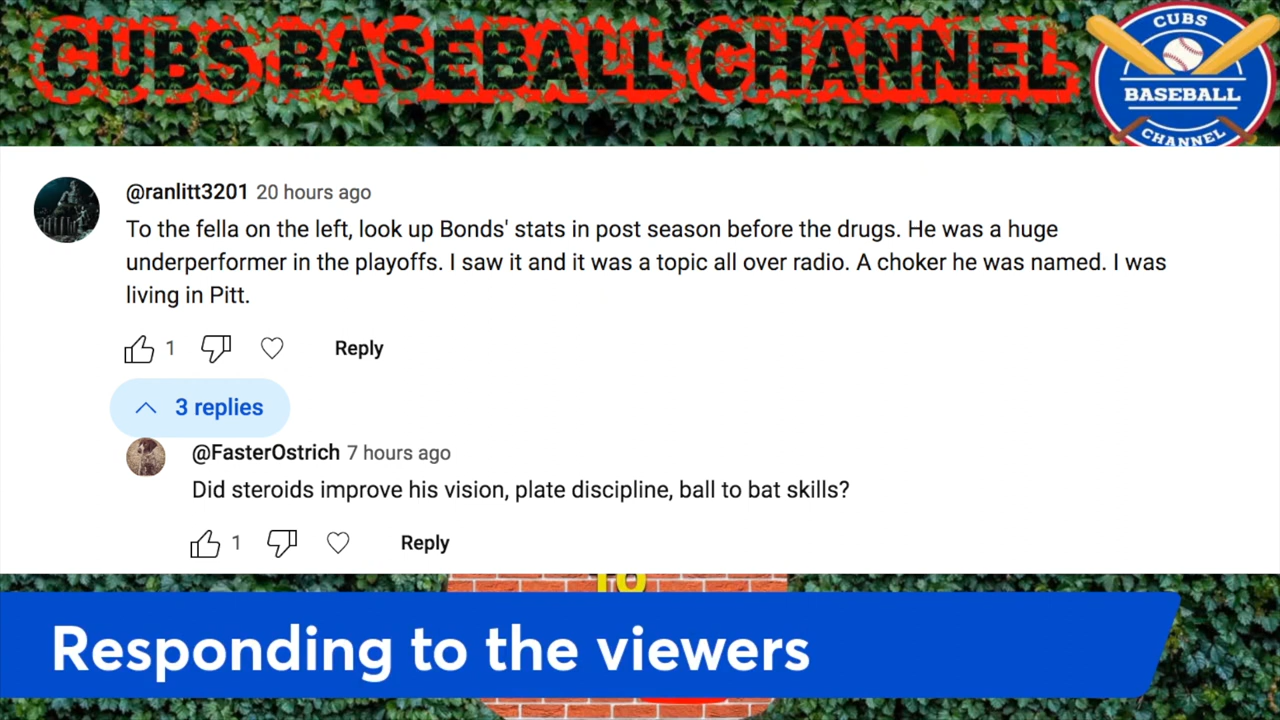 CUBS BASEBALL CHANNEL
CUBS
BASEBALL
CHANNEL
@ranlitt3201 20 hours ago
To the fella on the left, look up Bonds' stats in post season before the drugs. He was a huge
underperformer in the playoffs. I saw it and it was a topic all over radio. A choker he was named. I was
living in Pitt.
1 Reply
3 replies
@FasterOstrich 7 hours ago
Did steroids improve his vision, plate discipline, ball to bat skills?
1 Reply
Responding to the viewers